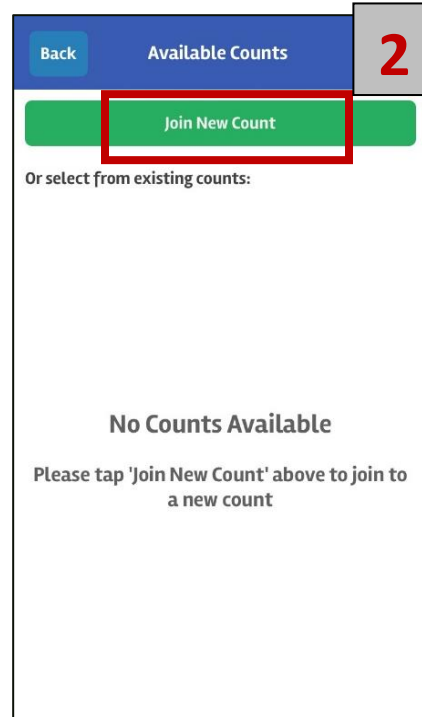 Back
Available Counts
2
Join New Count
Or select from existing counts:
No Counts Available
Please tap 'Join New Count' above to join to
a new count